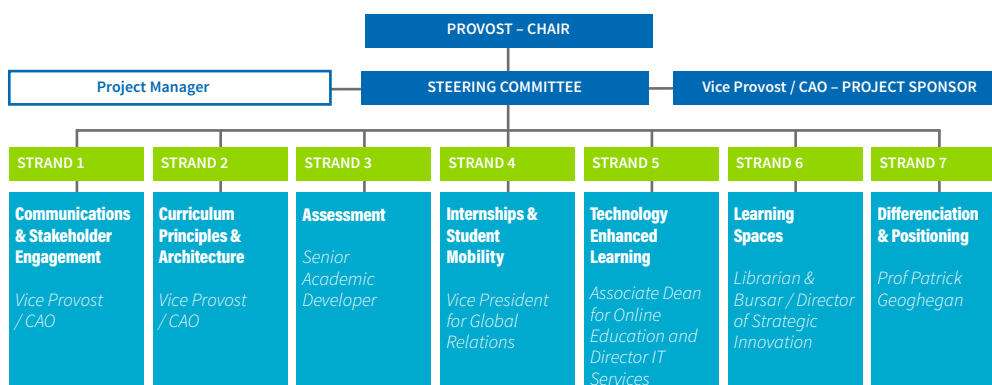 PROVOST – CHAIR
Project Manager
STEERING COMMITTEE
Vice Provost / CAO – PROJECT SPONSOR
STRAND 1
STRAND 2
STRAND 3
STRAND 4
STRAND 5
STRAND 6
STRAND 7
Communications
& Stakeholder
Engagement
Vice Provost
/ CAO
Curriculum
Principles &
Architecture
Vice Provost
/ CAO
Assessment
Senior
Academic
Developer
Internships &
Student
Mobility
Vice President
for Global
Relations
Technology
Enhanced
Learning
Associate Dean
for Online
Education and
Director IT
Services
Learning
Spaces
Librarian &
Bursar / Director
of Strategic
Innovation
Differenciation
& Positioning
Prof Patrick
Geoghegan